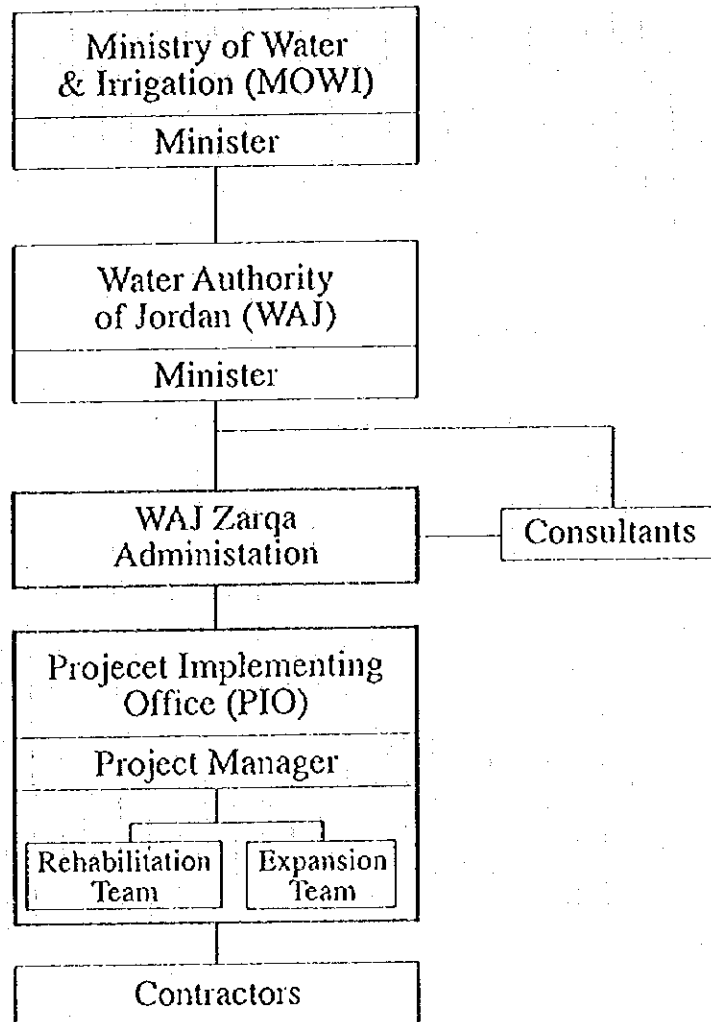 Ministry of Water
& Irrigation (MOWI)
Minister
Water Authority
of Jordan (WAJ)
Minister
WAJ Zarqa
Administation
Consultants
Projecet Implementing
Office (PIO)
Project Manager
Rehabilitation
Team
Expansion
Team
Contractors